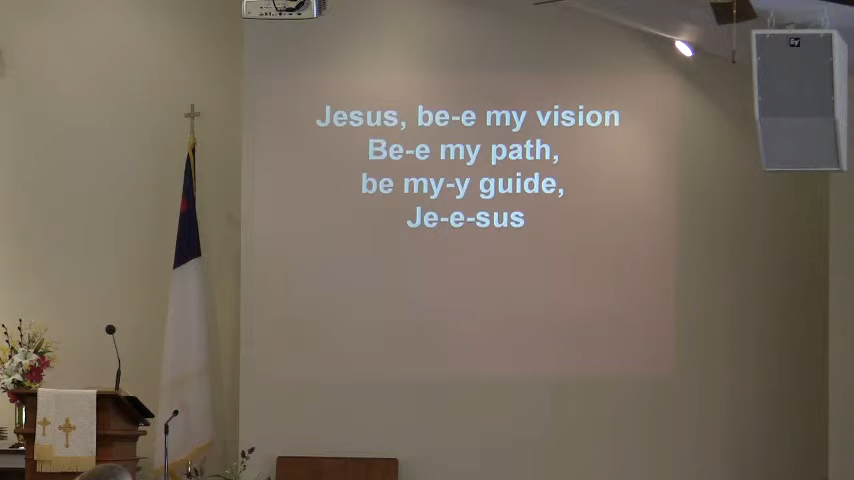 Jesus, be-e my vision
Be-e my path,
be my-y guide,
Je-e-sus